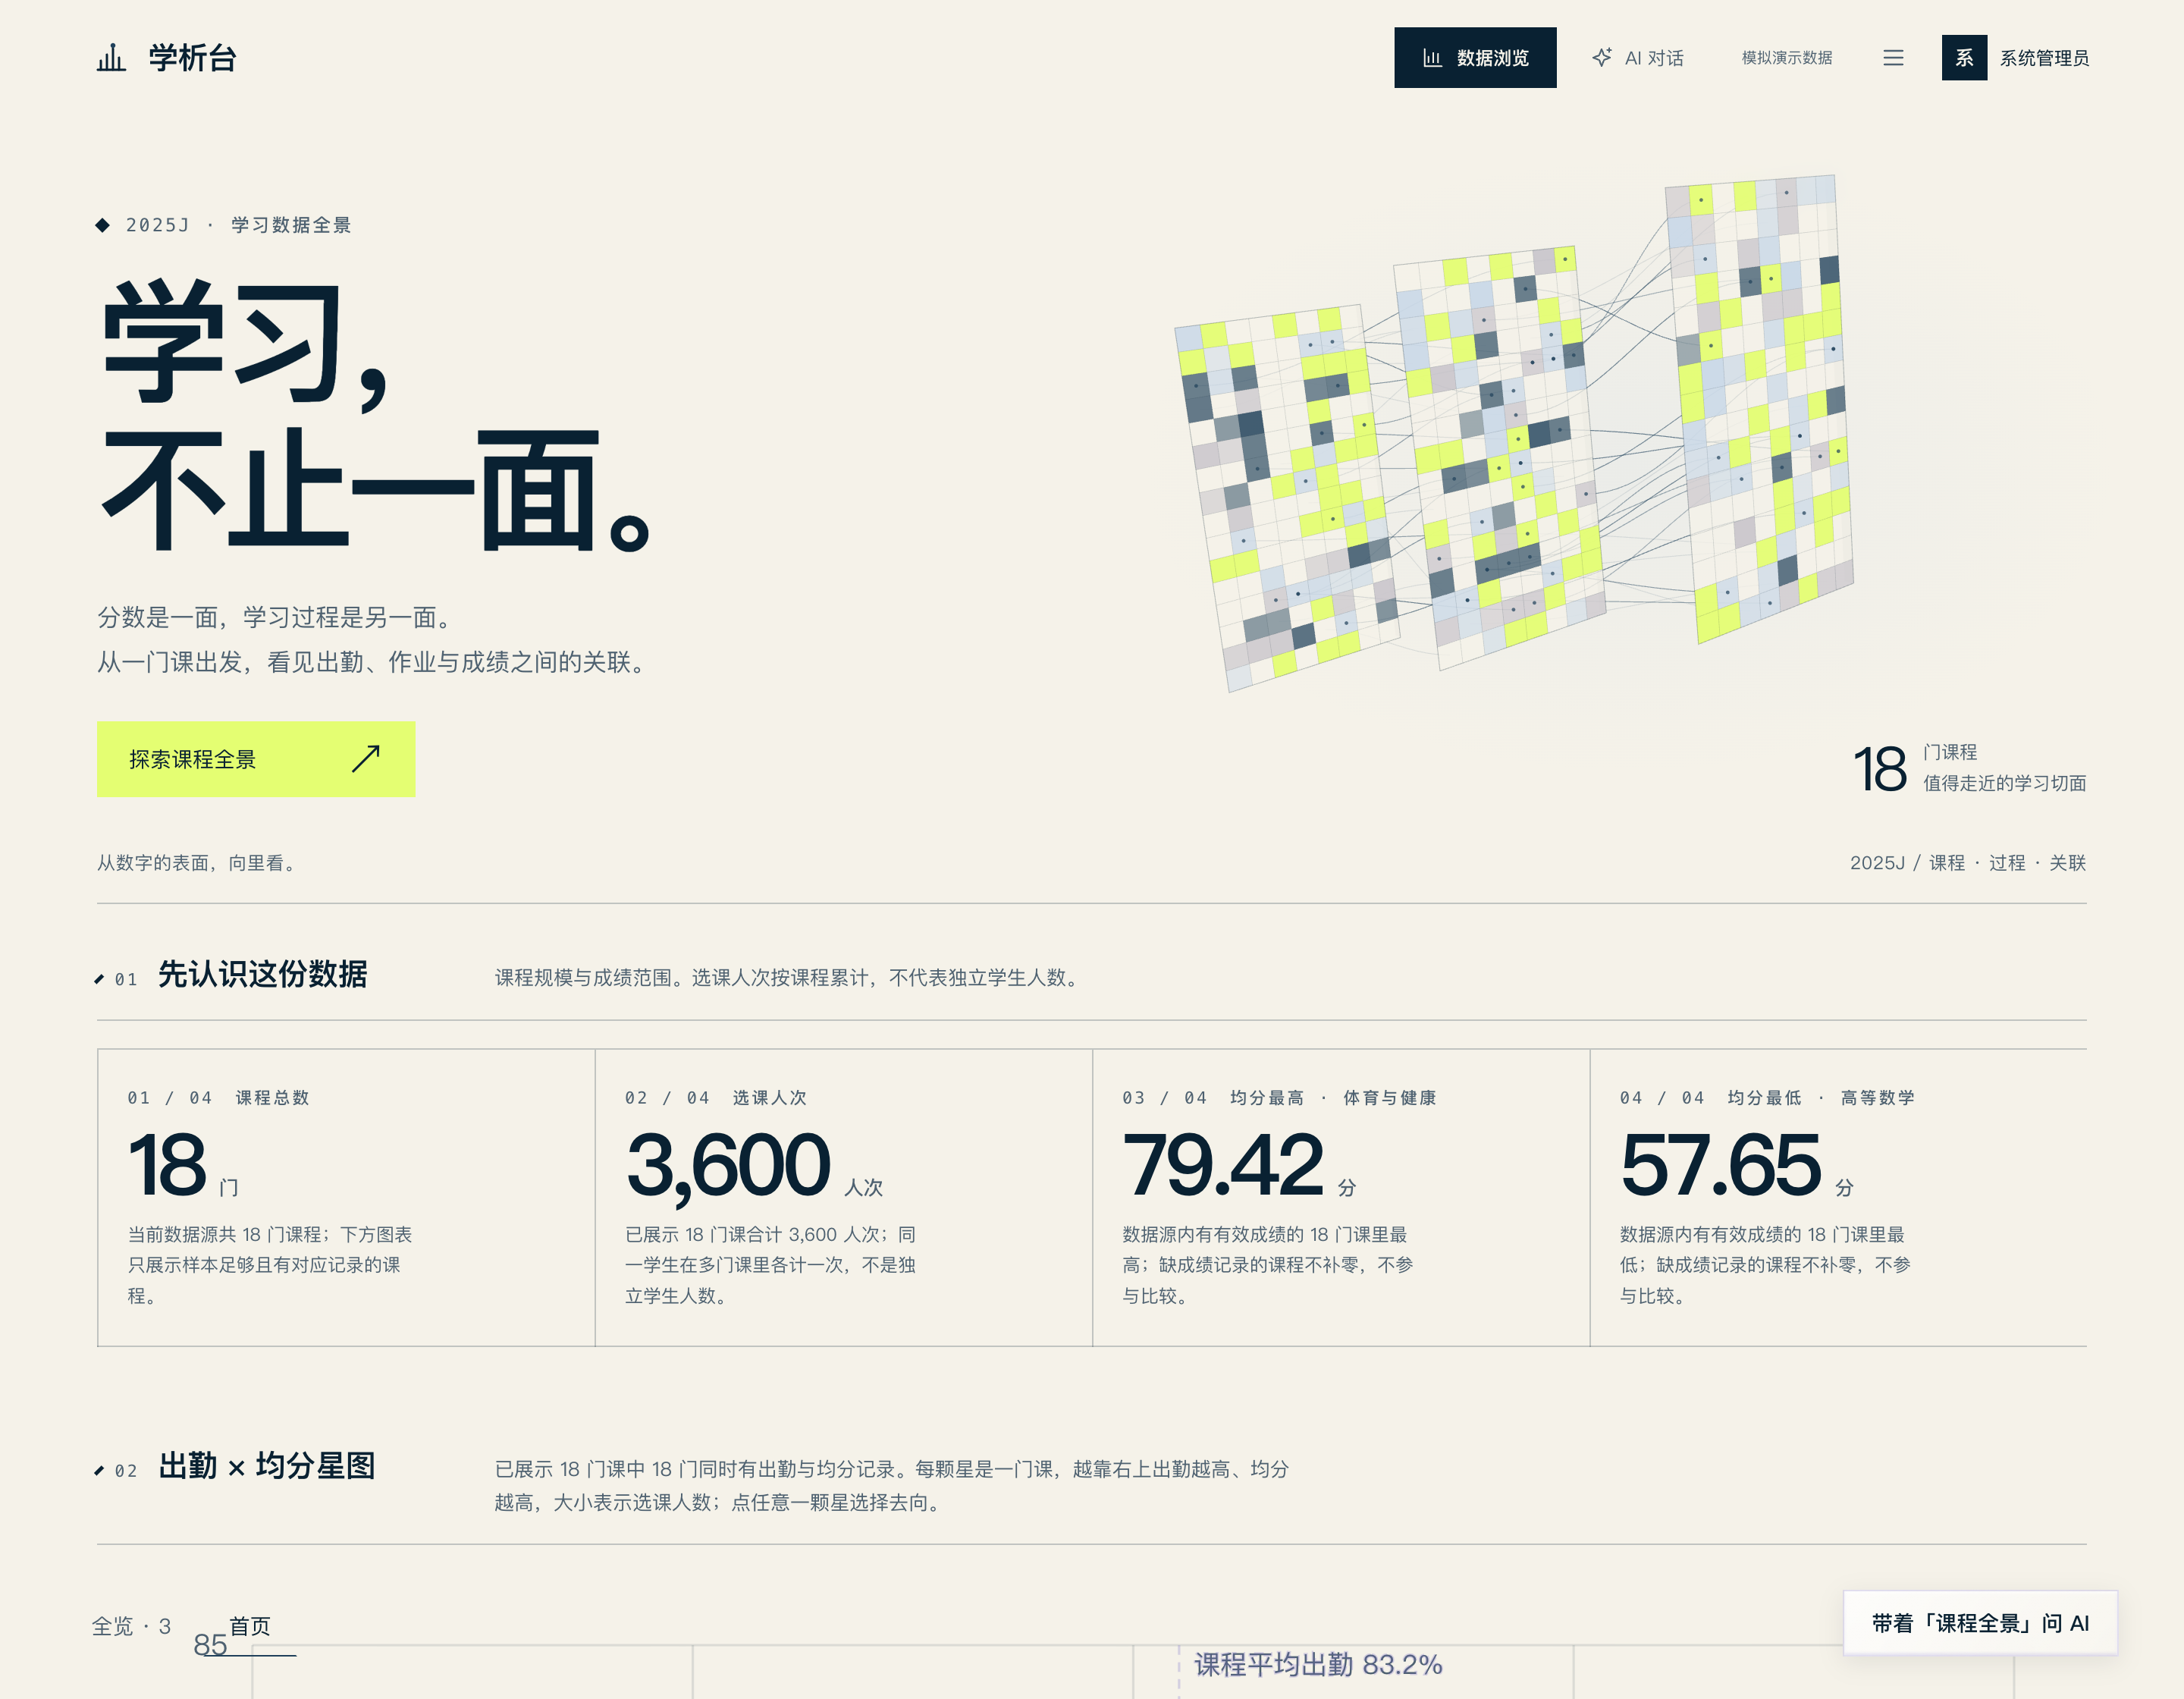 学析台
数据浏览
AI 对话
模拟演示数据
系
系统管理员
2025J · 学习数据全景
学习，
不止一面。
分数是一面，学习过程是另一面。
从一门课出发，看见出勤、作业与成绩之间的关联。
探索课程全景
18
门课程
值得走近的学习切面
从数字的表面，向里看。
2025J / 课程 · 过程 · 关联
01 先认识这份数据
课程规模与成绩范围。选课人次按课程累计，不代表独立学生人数。
01 / 04 课程总数
18 门
当前数据源共 18 门课程；下方图表
只展示样本足够且有对应记录的课
程。
02 / 04 选课人次
3,600 人次
已展示 18 门课合计 3,600 人次；同
一学生在多门课里各计一次，不是独
立学生人数。
03 / 04 均分最高 · 体育与健康
79.42 分
数据源内有有效成绩的 18 门课里最
高；缺成绩记录的课程不补零，不参
与比较。
04 / 04 均分最低 · 高等数学
57.65 分
数据源内有有效成绩的 18 门课里最
低；缺成绩记录的课程不补零，不参
与比较。
02 出勤 × 均分星图
已展示 18 门课中 18 门同时有出勤与均分记录。每颗星是一门课，越靠右上出勤越高、均分
越高，大小表示选课人数；点任意一颗星选择去向。
全览 · 3
首页
85
课程平均出勤 83.2%
带着「课程全景」问 AI